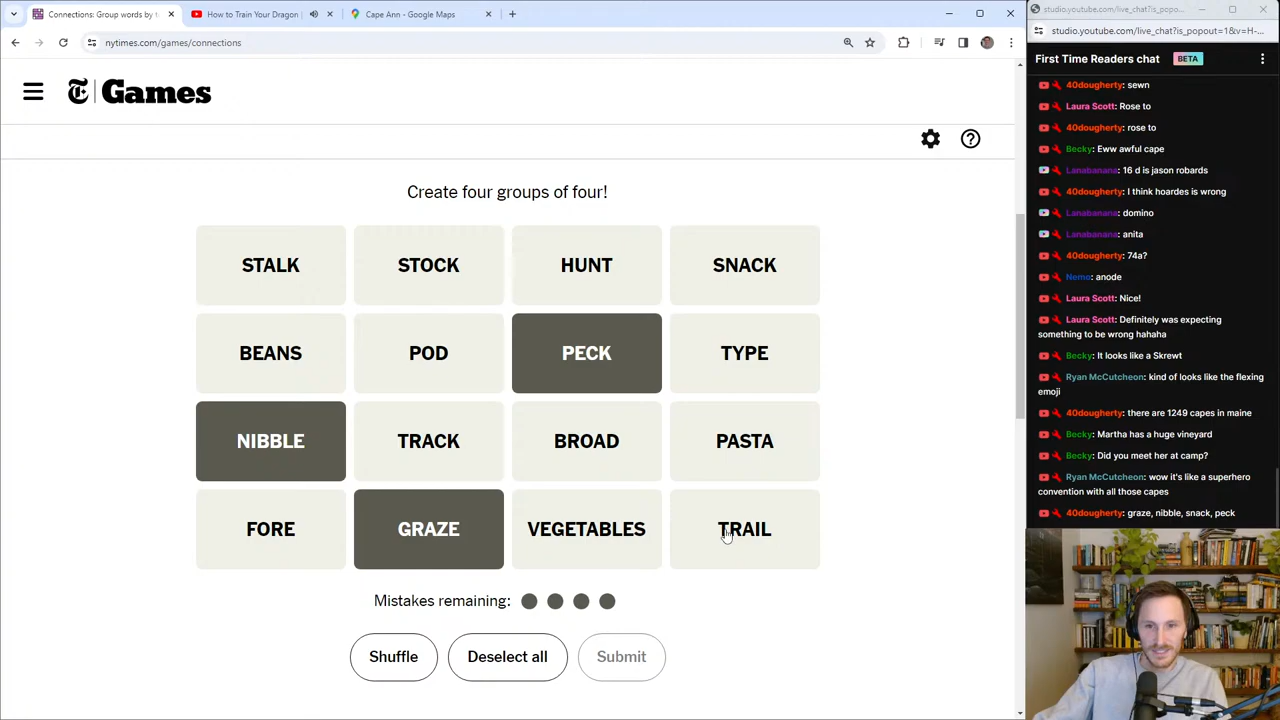 Connections: Group words by t
How to Train Your Dragon
Cape Ann - Google Maps
studio.youtube.com/live_chat?is_popo...
nytimes.com/games/connections
studio.youtube.com/live_chat?is_popout=1&v=H-...
Games
First Time Readers chat
BETA
40dougherty: sewn
Laura Scott: Rose to
40dougherty: rose to
Becky: Eww awful cape
Lanabanana: 16 d is jason robards
40dougherty: I think hoardes is wrong
Lanabanana: domino
Lanabanana: anita
40dougherty: 74a?
Nemo: anode
Laura Scott: Nice!
Laura Scott: Definitely was expecting
something to be wrong hahaha
Becky: It looks like a Skrewt
Ryan McCutcheon: kind of looks like the flexing
emoji
40dougherty: there are 1249 capes in maine
Becky: Martha has a huge vineyard
Becky: Did you meet her at camp?
Ryan McCutcheon: wow it's like a superhero
convention with all those capes
40dougherty: graze, nibble, snack, peck
Create four groups of four!
STALK STOCK HUNT SNACK
BEANS POD PECK TYPE
NIBBLE TRACK BROAD PASTA
FORE GRAZE VEGETABLES TRAIL
Mistakes remaining:
Shuffle Deselect all Submit